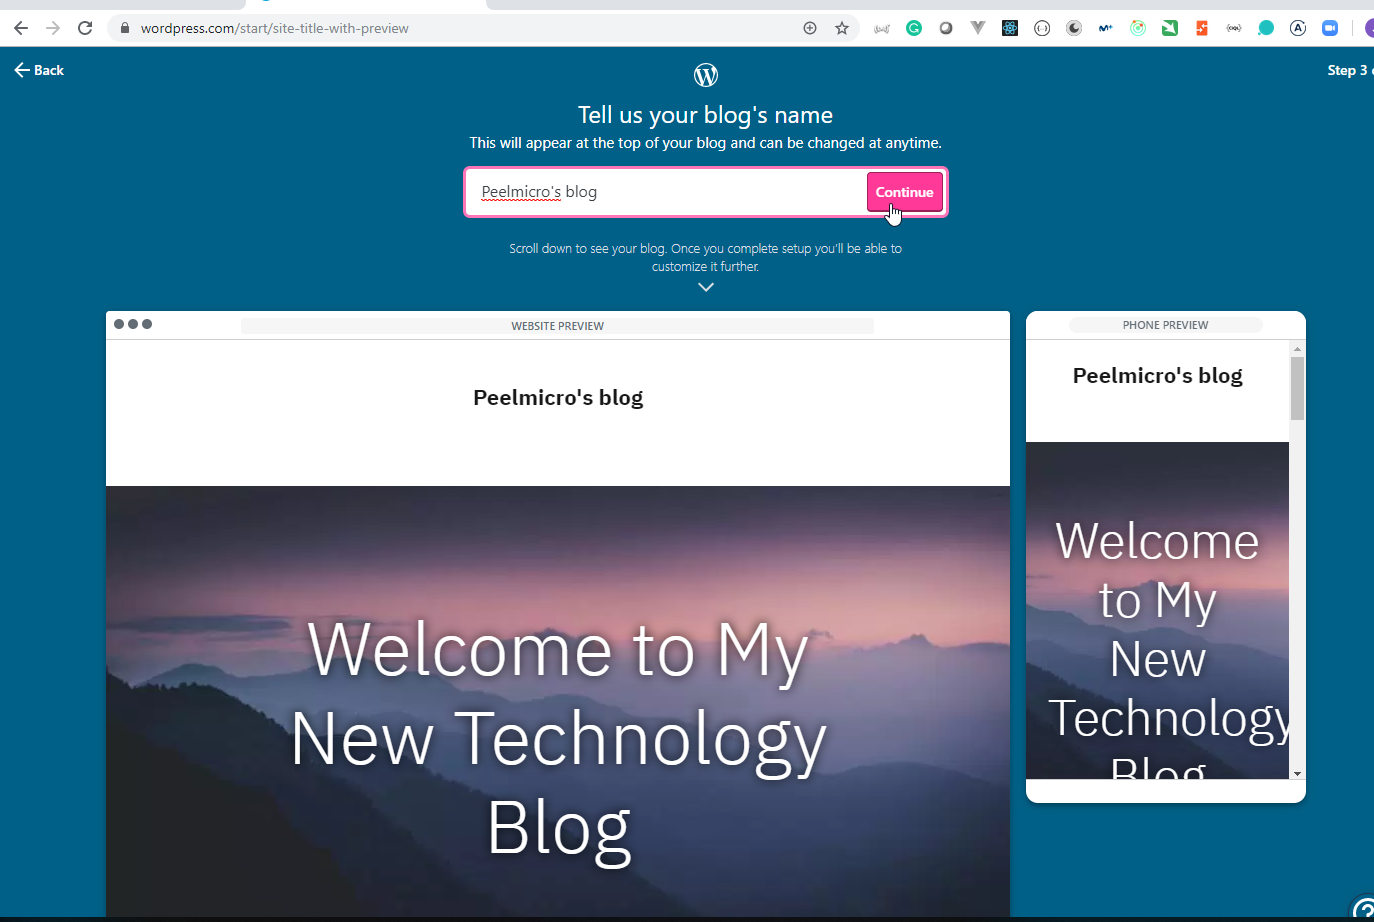 wordpress.com/start/site-title-with-preview
Back
Step 3
Tell us your blog's name
This will appear at the top of your blog and can be changed at anytime.
Peelmicro's blog
Continue
Scroll down to see your blog. Once you complete setup you'll be able to
customize it further.
WEBSITE PREVIEW
PHONE PREVIEW
Peelmicro's blog
Peelmicro's blog
Welcome to My
New Technology
Blog
Welcome
to My
New
Technology
Blog